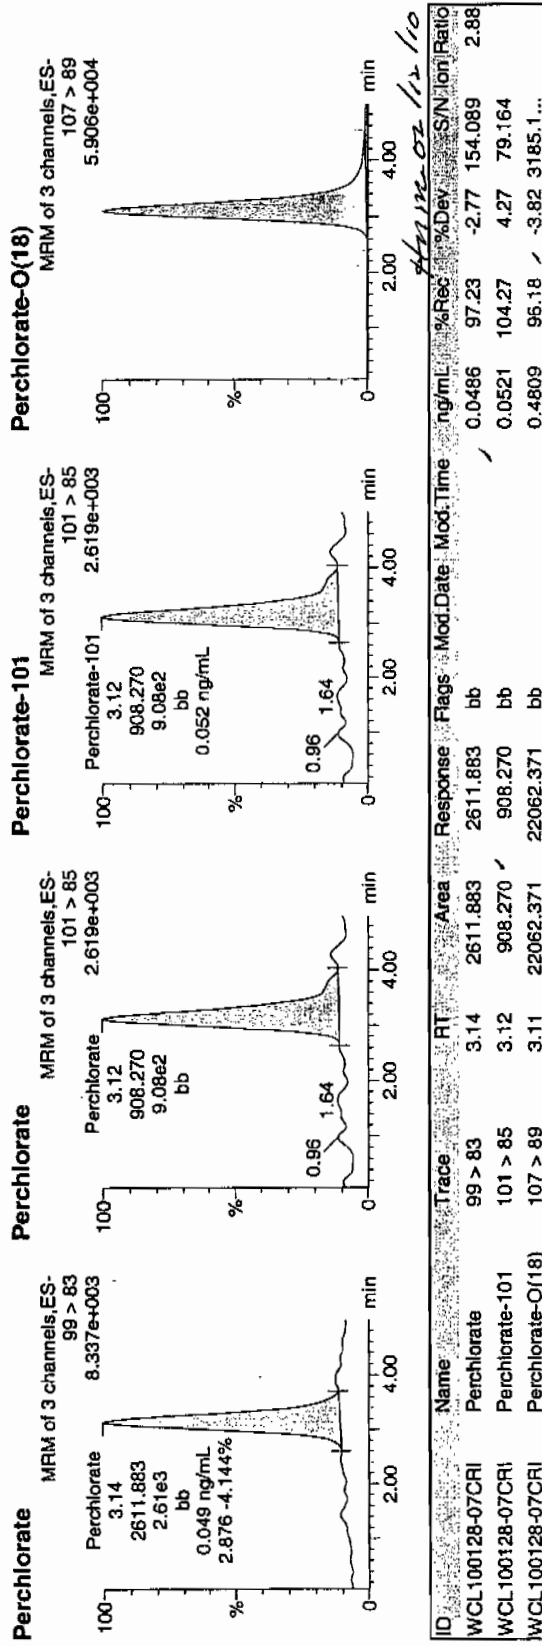 Perchlorate
MRM of 3 channels,ES-
99 > 83
8.337e+003
100
Perchlorate
3.14
2611.883
2.61e3
bb
0.049 ng/mL
2.876 -4.144%
%
0
2.00
4.00
min
Perchlorate
MRM of 3 channels,ES-
101 > 85
2.619e+003
100
Perchlorate
3.12
908.270
9.08e2
bb
%
0.96
1.64
0
2.00
4.00
min
Perchlorate-101
MRM of 3 channels,ES-
101 > 85
2.619e+003
100
Perchlorate-101
3.12
908.270
9.08e2
bb
0.052 ng/mL
%
0.96
1.64
0
2.00
4.00
min
Perchlorate-O(18)
MRM of 3 channels,ES-
107 > 89
5.906e+004
100
%
0
2.00
4.00
min
02/12/10
ID Name Trace RT Area Response Flags Mod.Date Mod.Time ng/mL %Rec %Dev S/N Ion Ratio
WCL100128-07CRI Perchlorate 99 > 83 3.14 2611.883 2611.883 bb 0.0486 97.23 -2.77 154.089 2.88
WCL100128-07CRI Perchlorate-101 101 > 85 3.12 908.270 908.270 bb 0.0521 104.27 4.27 79.164
WCL100128-07CRI Perchlorate-O(18) 107 > 89 3.11 22062.371 22062.371 bb 0.4809 96.18 -3.82 3185.1...